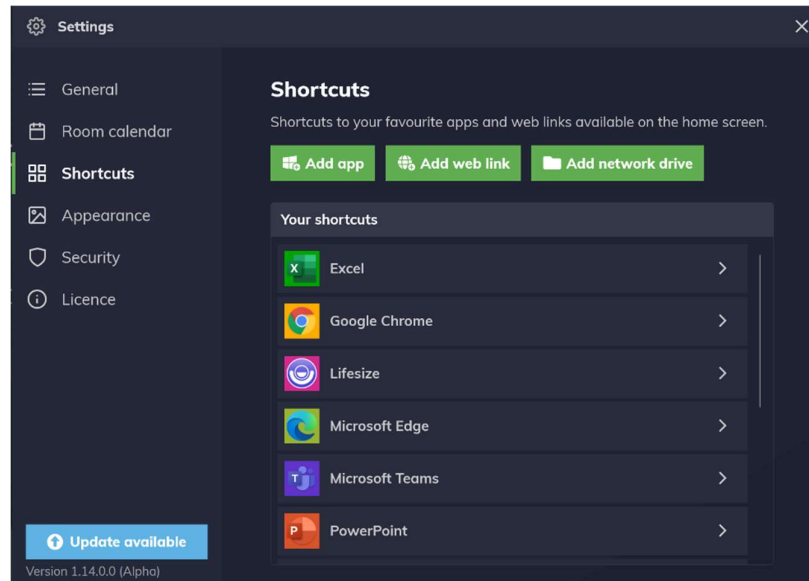 Settings
General
Room calendar
Shortcuts
Appearance
Security
Licence
Update available
Version 1.14.0.0 (Alpha)
Shortcuts
Shortcuts to your favourite apps and web links available on the home screen.
Add app
Add web link
Add network drive
Your shortcuts
Excel
Google Chrome
Lifesize
Microsoft Edge
Microsoft Teams
PowerPoint